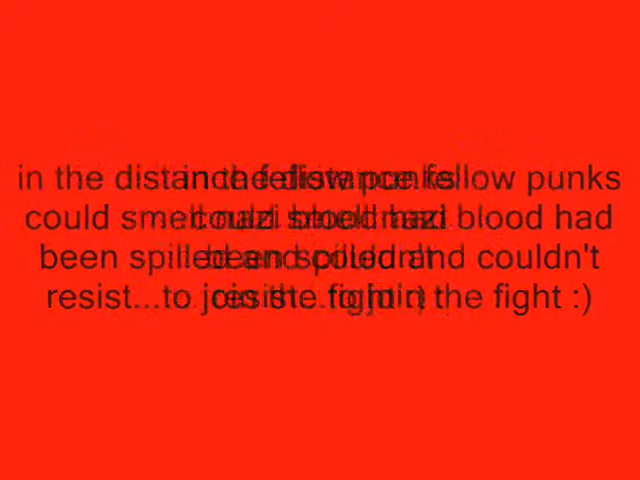 in the distance fellow punks
could smell nazi blood had
been spilled and couldn't
resist...to join the fight :)